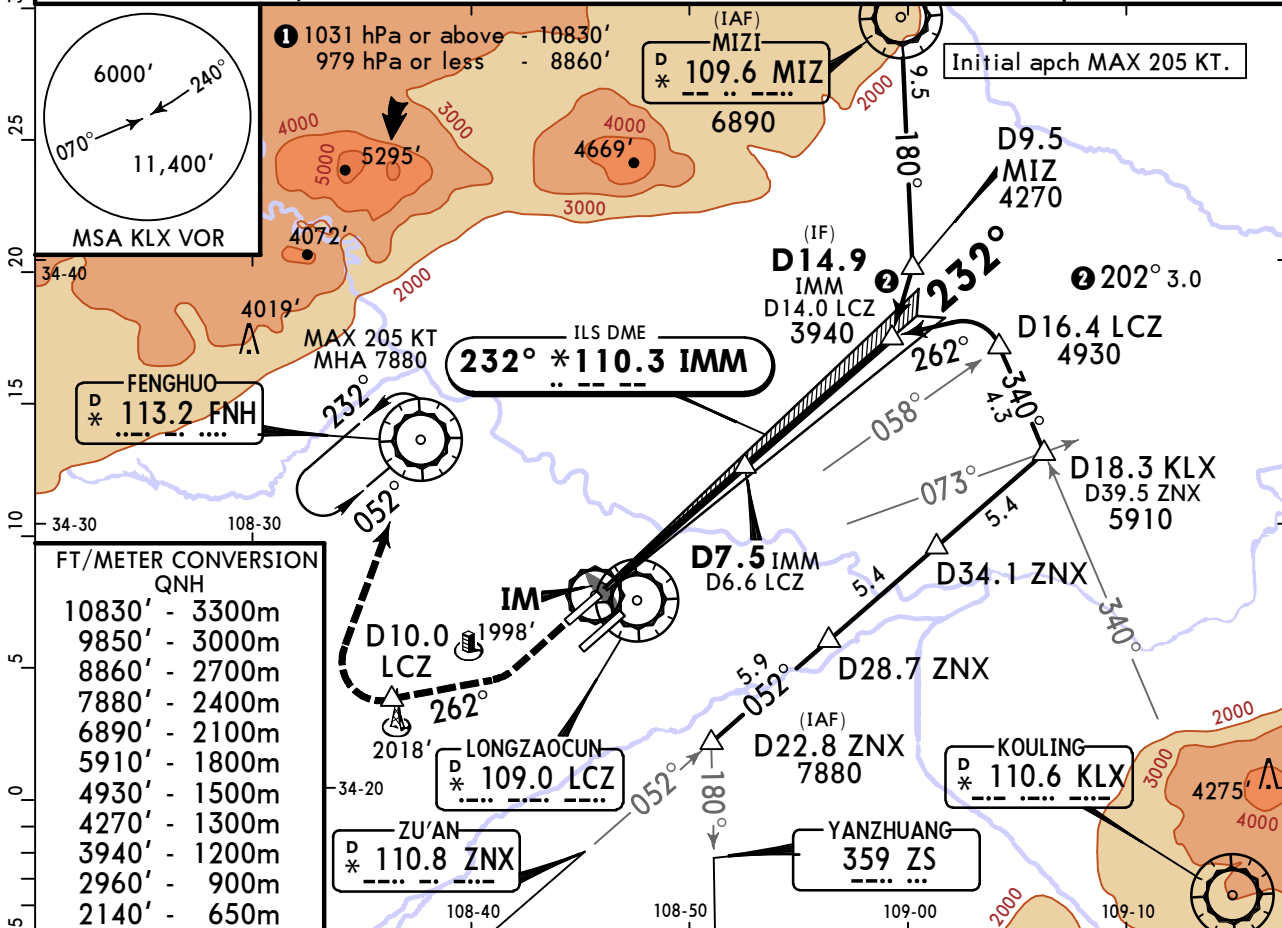 6000'
240°
070°
11,400'
MSA KLX VOR
❶ 1031 hPa or above - 10830'
979 hPa or less - 8860'
(IAF)
MIZI
D
* 109.6 MIZ
6890
Initial apch MAX 205 KT.
2000
9.5
180°
D9.5
MIZ
4270
4000
3000
5000
5295'
4000
4669'
3000
4072'
2000
34-40
4019'
25
20
15
10
5
0
5
(IF)
D14.9
IMM
D14.0 LCZ
3940
❷
232°
❷ 202° 3.0
D16.4 LCZ
4930
262°
340°
4.3
058°
073°
MAX 205 KT
MHA 7880
ILS DME
232° *110.3 IMM
FENGHUO
D
* 113.2 FNH
232°
052°
D18.3 KLX
D39.5 ZNX
5910
5.4
D34.1 ZNX
5.4
34-30
108-30
D7.5 IMM
D6.6 LCZ
IM
1998'
D10.0
LCZ
262°
2018'
D28.7 ZNX
5.9
052°
340°
(IAF)
D22.8 ZNX
7880
FT/METER CONVERSION
QNH
10830' - 3300m
9850' - 3000m
8860' - 2700m
7880' - 2400m
6890' - 2100m
5910' - 1800m
4930' - 1500m
4270' - 1300m
3940' - 1200m
2960' - 900m
2140' - 650m
34-20
LONGZAOCUN
D
* 109.0 LCZ
052°
180°
KOULING
D
* 110.6 KLX
2000
3000
4275'
4000
ZU'AN
D
* 110.8 ZNX
YANZHUANG
359 ZS
2000
108-40
108-50
109-00
109-10